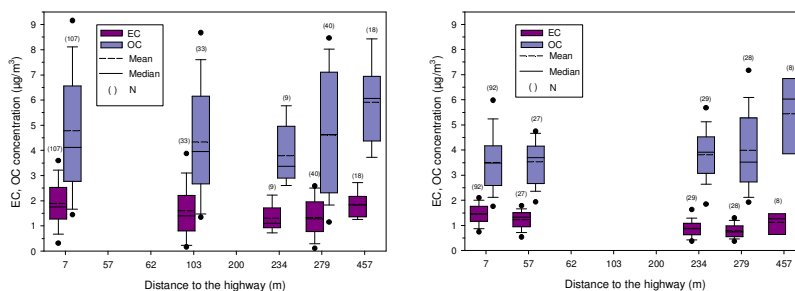 EC, OC concentration (µg/m³)
9
8
7
6
5
4
3
2
1
0
EC
OC
Mean
Median
( ) N
(107)
(107)
(33)
(33)
(9)
(9)
(40)
(40)
(18)
(18)
7 57 62 103 200 234 279 457
Distance to the highway (m)
EC, OC concentration (µg/m³)
9
8
7
6
5
4
3
2
1
0
EC
OC
Mean
Median
( ) N
(92)
(92)
(27)
(27)
(29)
(29)
(28)
(28)
(8)
(8)
7 57 62 103 200 234 279 457
Distance to the highway (m)